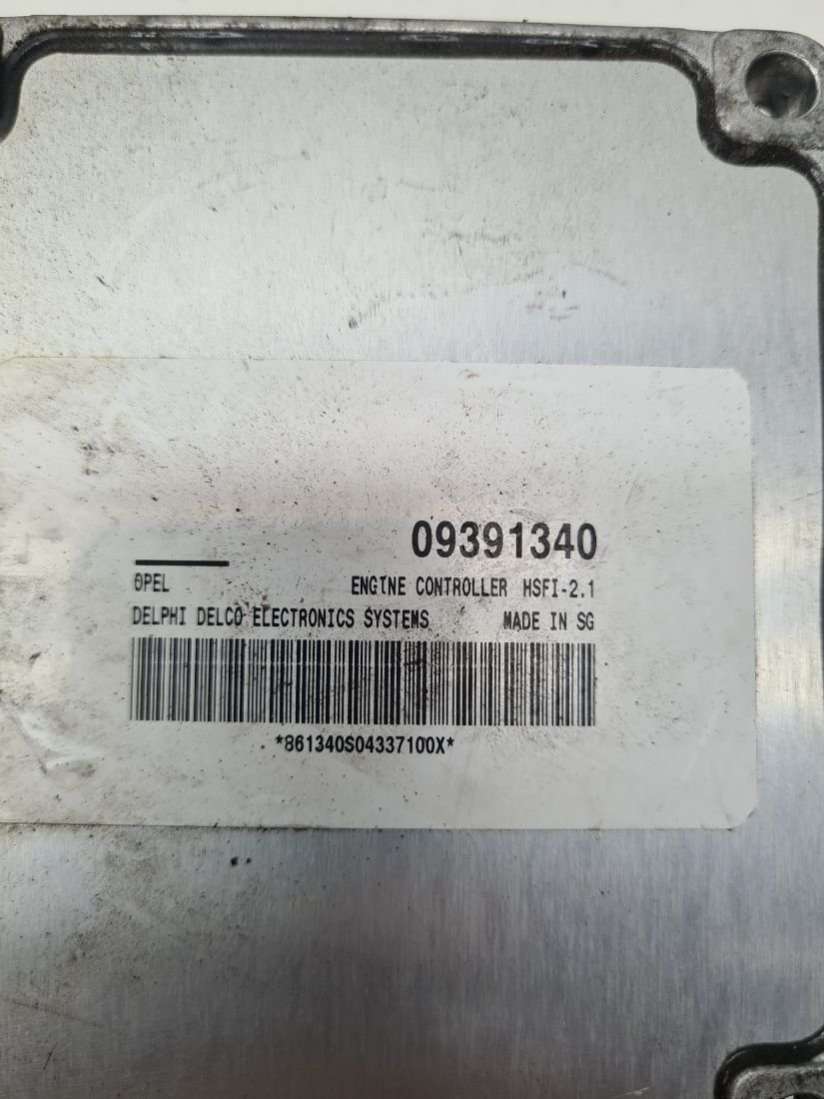 09391340
OPEL ENGINE CONTROLLER HSFI-2.1
DELPHI DELCO ELECTRONICS SYSTEMS MADE IN SG
*861340S04337100X*